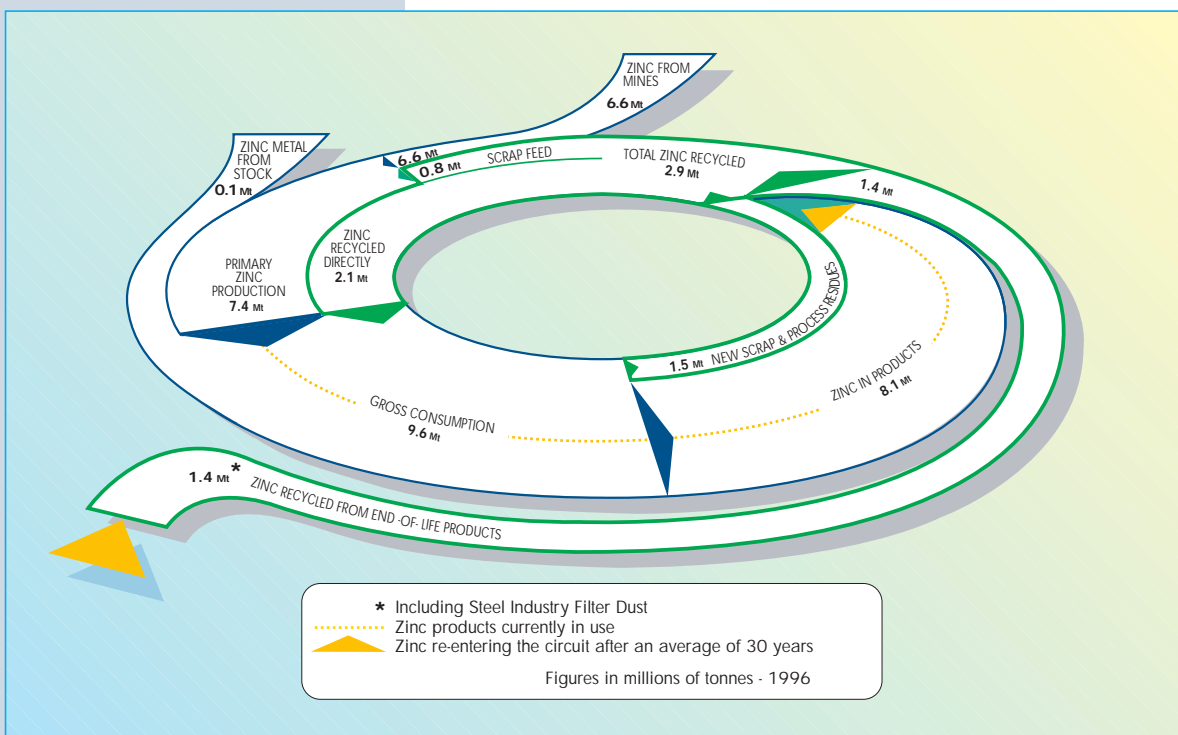 ZINC FROM
MINES
6.6 Mt
ZINC METAL
FROM
STOCK
0.1 Mt
6.6 Mt
0.8 Mt
SCRAP FEED
TOTAL ZINC RECYCLED
2.9 Mt
1.4 Mt
ZINC
RECYCLED
DIRECTLY
2.1 Mt
PRIMARY
ZINC
PRODUCTION
7.4 Mt
1.5 Mt NEW SCRAP & PROCESS RESIDUES
ZINC IN PRODUCTS
8.1 Mt
GROSS CONSUMPTION
9.6 Mt
1.4 Mt* ZINC RECYCLED FROM END -OF- LIFE PRODUCTS
* Including Steel Industry Filter Dust
Zinc products currently in use
Zinc re-entering the circuit after an average of 30 years
Figures in millions of tonnes - 1996